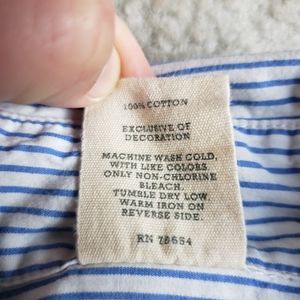 100% COTTON
EXCLUSIVE OF
DECORATION
MACHINE WASH COLD,
WITH LIKE COLORS
ONLY NON-CHLORINE
BLEACH.
TUMBLE DRY LOW.
WARM IRON ON
REVERSE SIDE.
RN